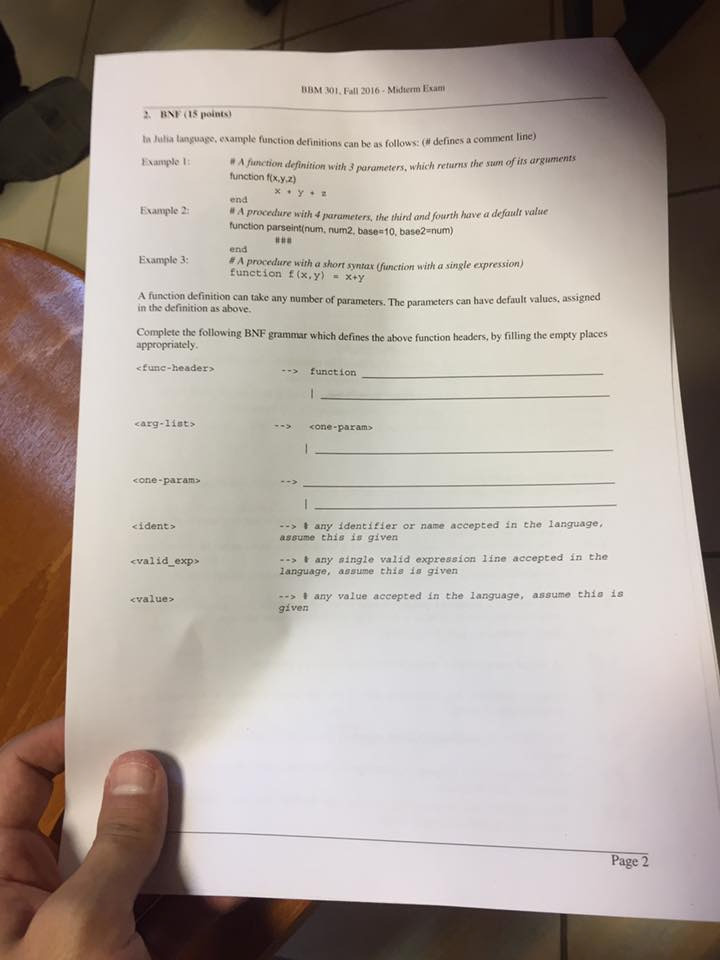 BBM 301, Fall 2016 - Midterm Exam
2. BNF (15 points)
In Julia language, example function definitions can be as follows: (# defines a comment line)
Example 1: # A function definition with 3 parameters, which returns the sum of its arguments
function f(x,y,z)
x + y + z
end
Example 2: # A procedure with 4 parameters, the third and fourth have a default value
function parseint(num, num2, base=10, base2=num)
###
end
Example 3: # A procedure with a short syntax (function with a single expression)
function f(x,y) = x+y
A function definition can take any number of parameters. The parameters can have default values, assigned
in the definition as above.
Complete the following BNF grammar which defines the above function headers, by filling the empty places
appropriately.
<func-header> --> function ____________________
| ____________________
<arg-list> --> <one-param>
| ____________________
<one-param> --> ____________________
| ____________________
<ident> --> % any identifier or name accepted in the language,
assume this is given
<valid_exp> --> % any single valid expression line accepted in the
language, assume this is given
<value> --> % any value accepted in the language, assume this is
given
Page 2